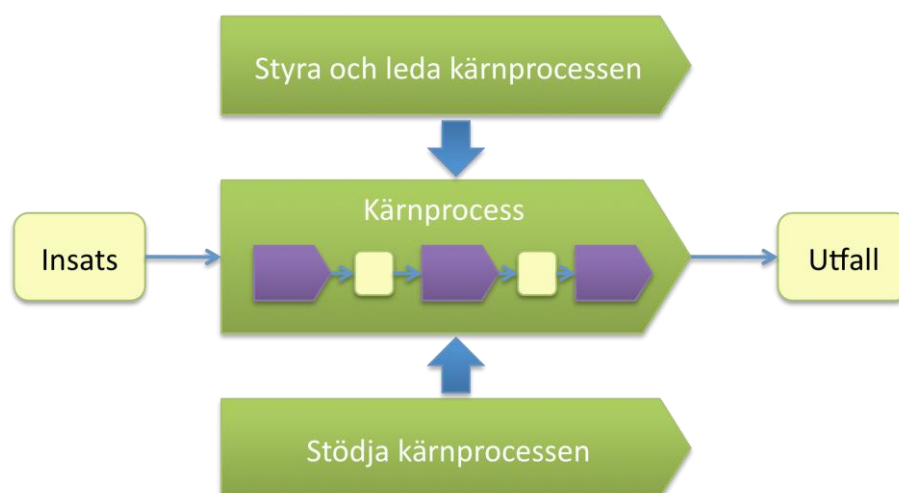 Styra och leda kärnprocessen
Kärnprocess
Insats
Utfall
Stödja kärnprocessen